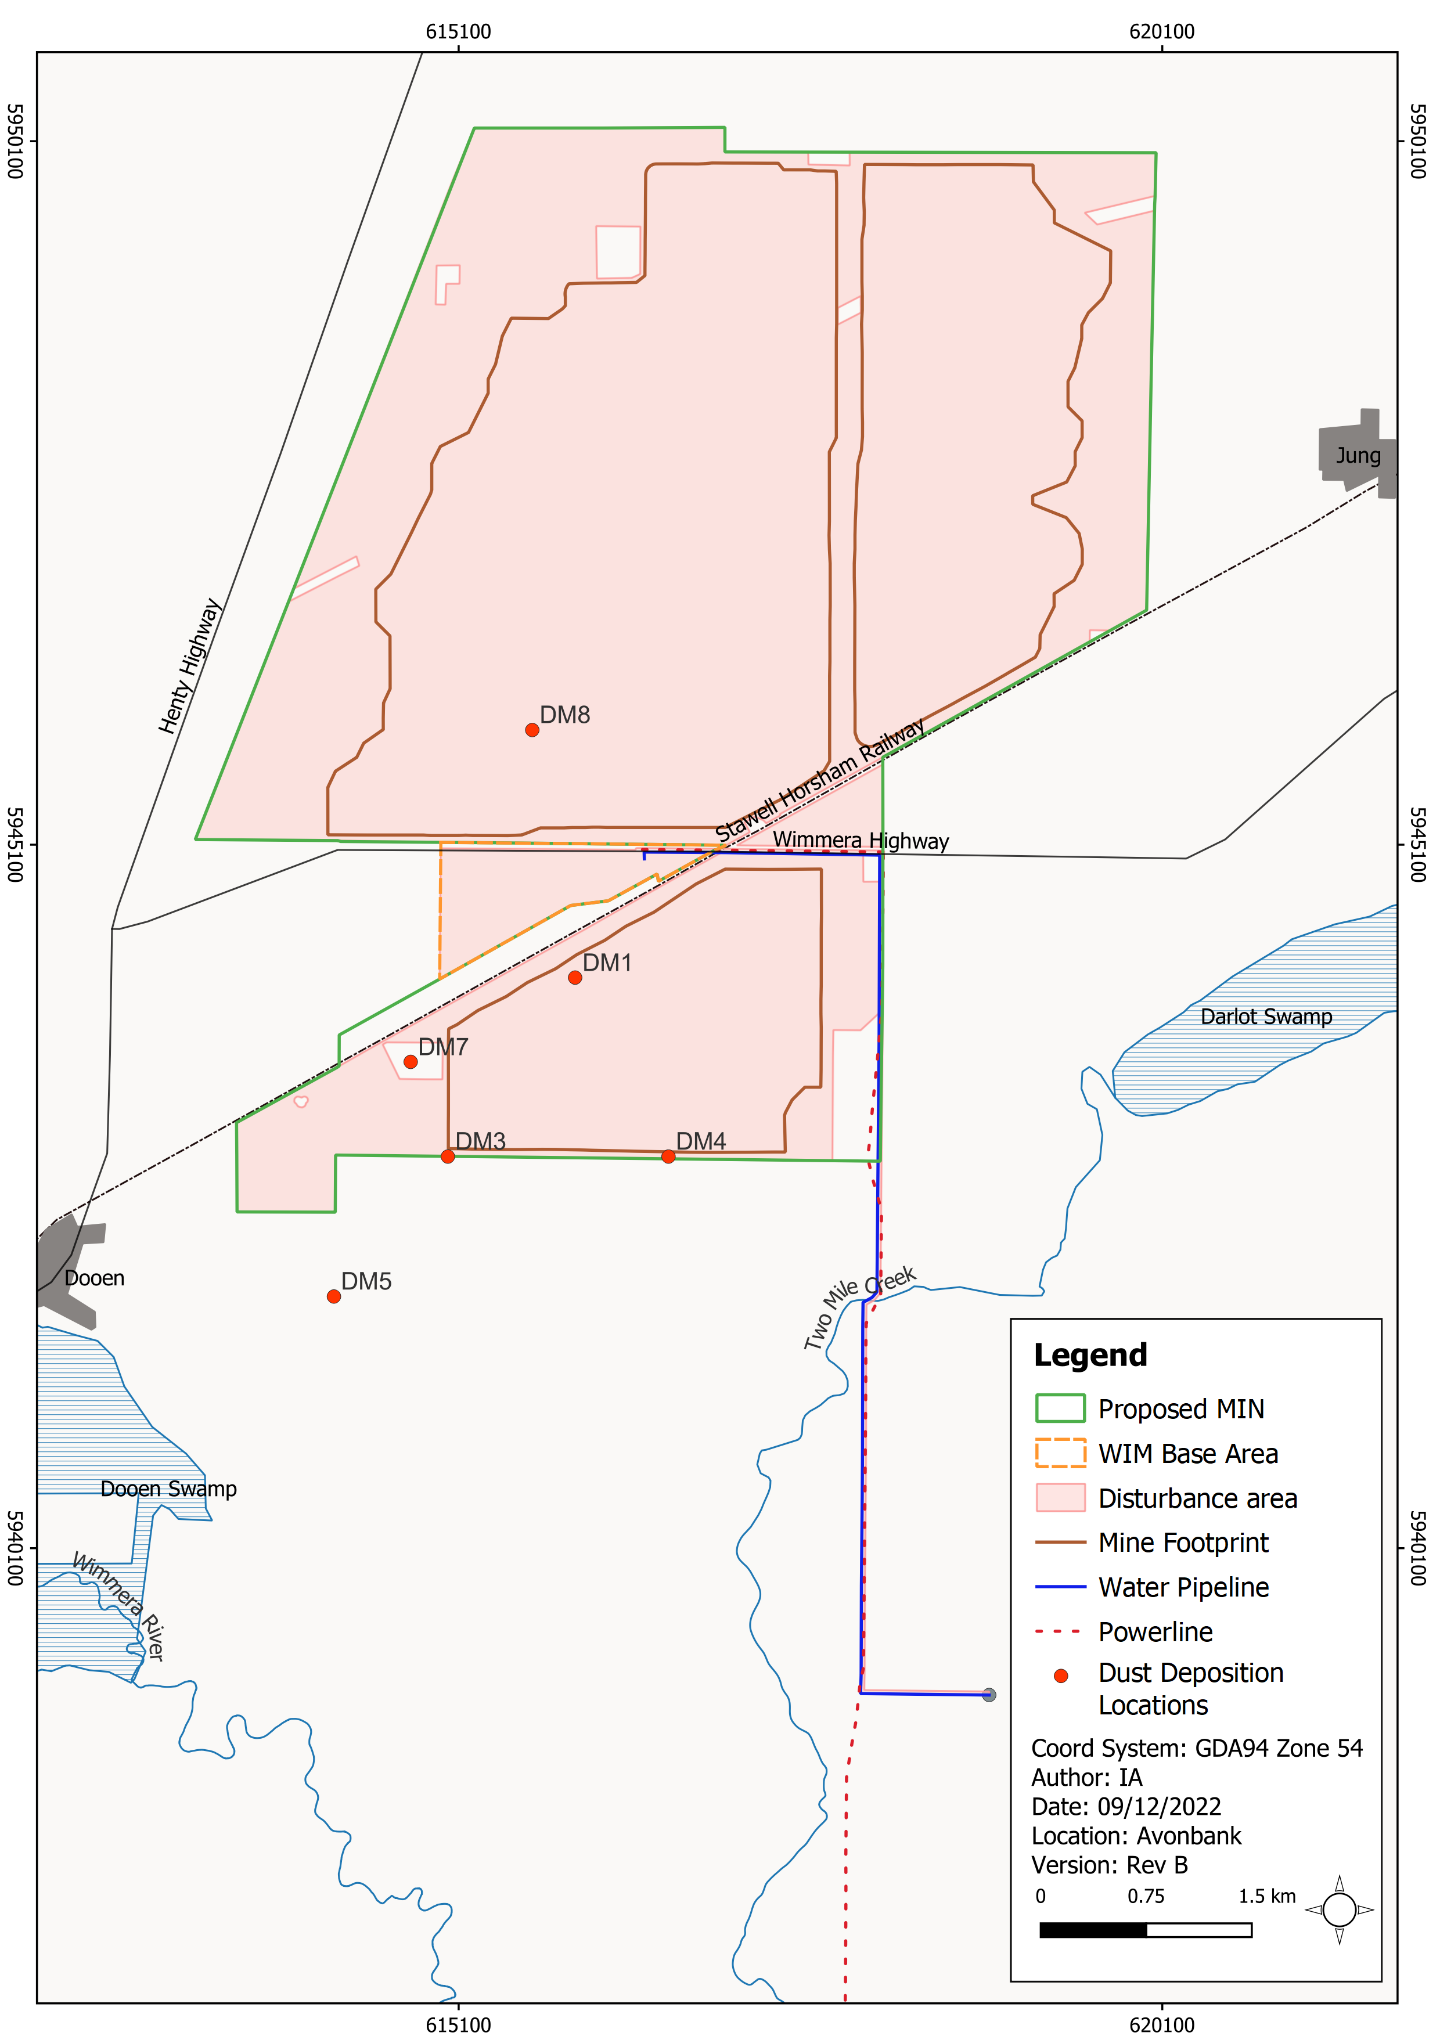 615100
620100
5950100
5950100
Jung
Henty Highway
DM8
Stawell Horsham Railway
Wimmera Highway
5945100
5945100
DM1
Darlot Swamp
DM7
DM3
DM4
Dooen
DM5
Two Mile Creek
Dooen Swamp
Wimmera River
5940100
5940100
Legend
Proposed MIN
WIM Base Area
Disturbance area
Mine Footprint
Water Pipeline
Powerline
Dust Deposition
Locations
Coord System: GDA94 Zone 54
Author: IA
Date: 09/12/2022
Location: Avonbank
Version: Rev B
0 0.75 1.5 km
615100
620100